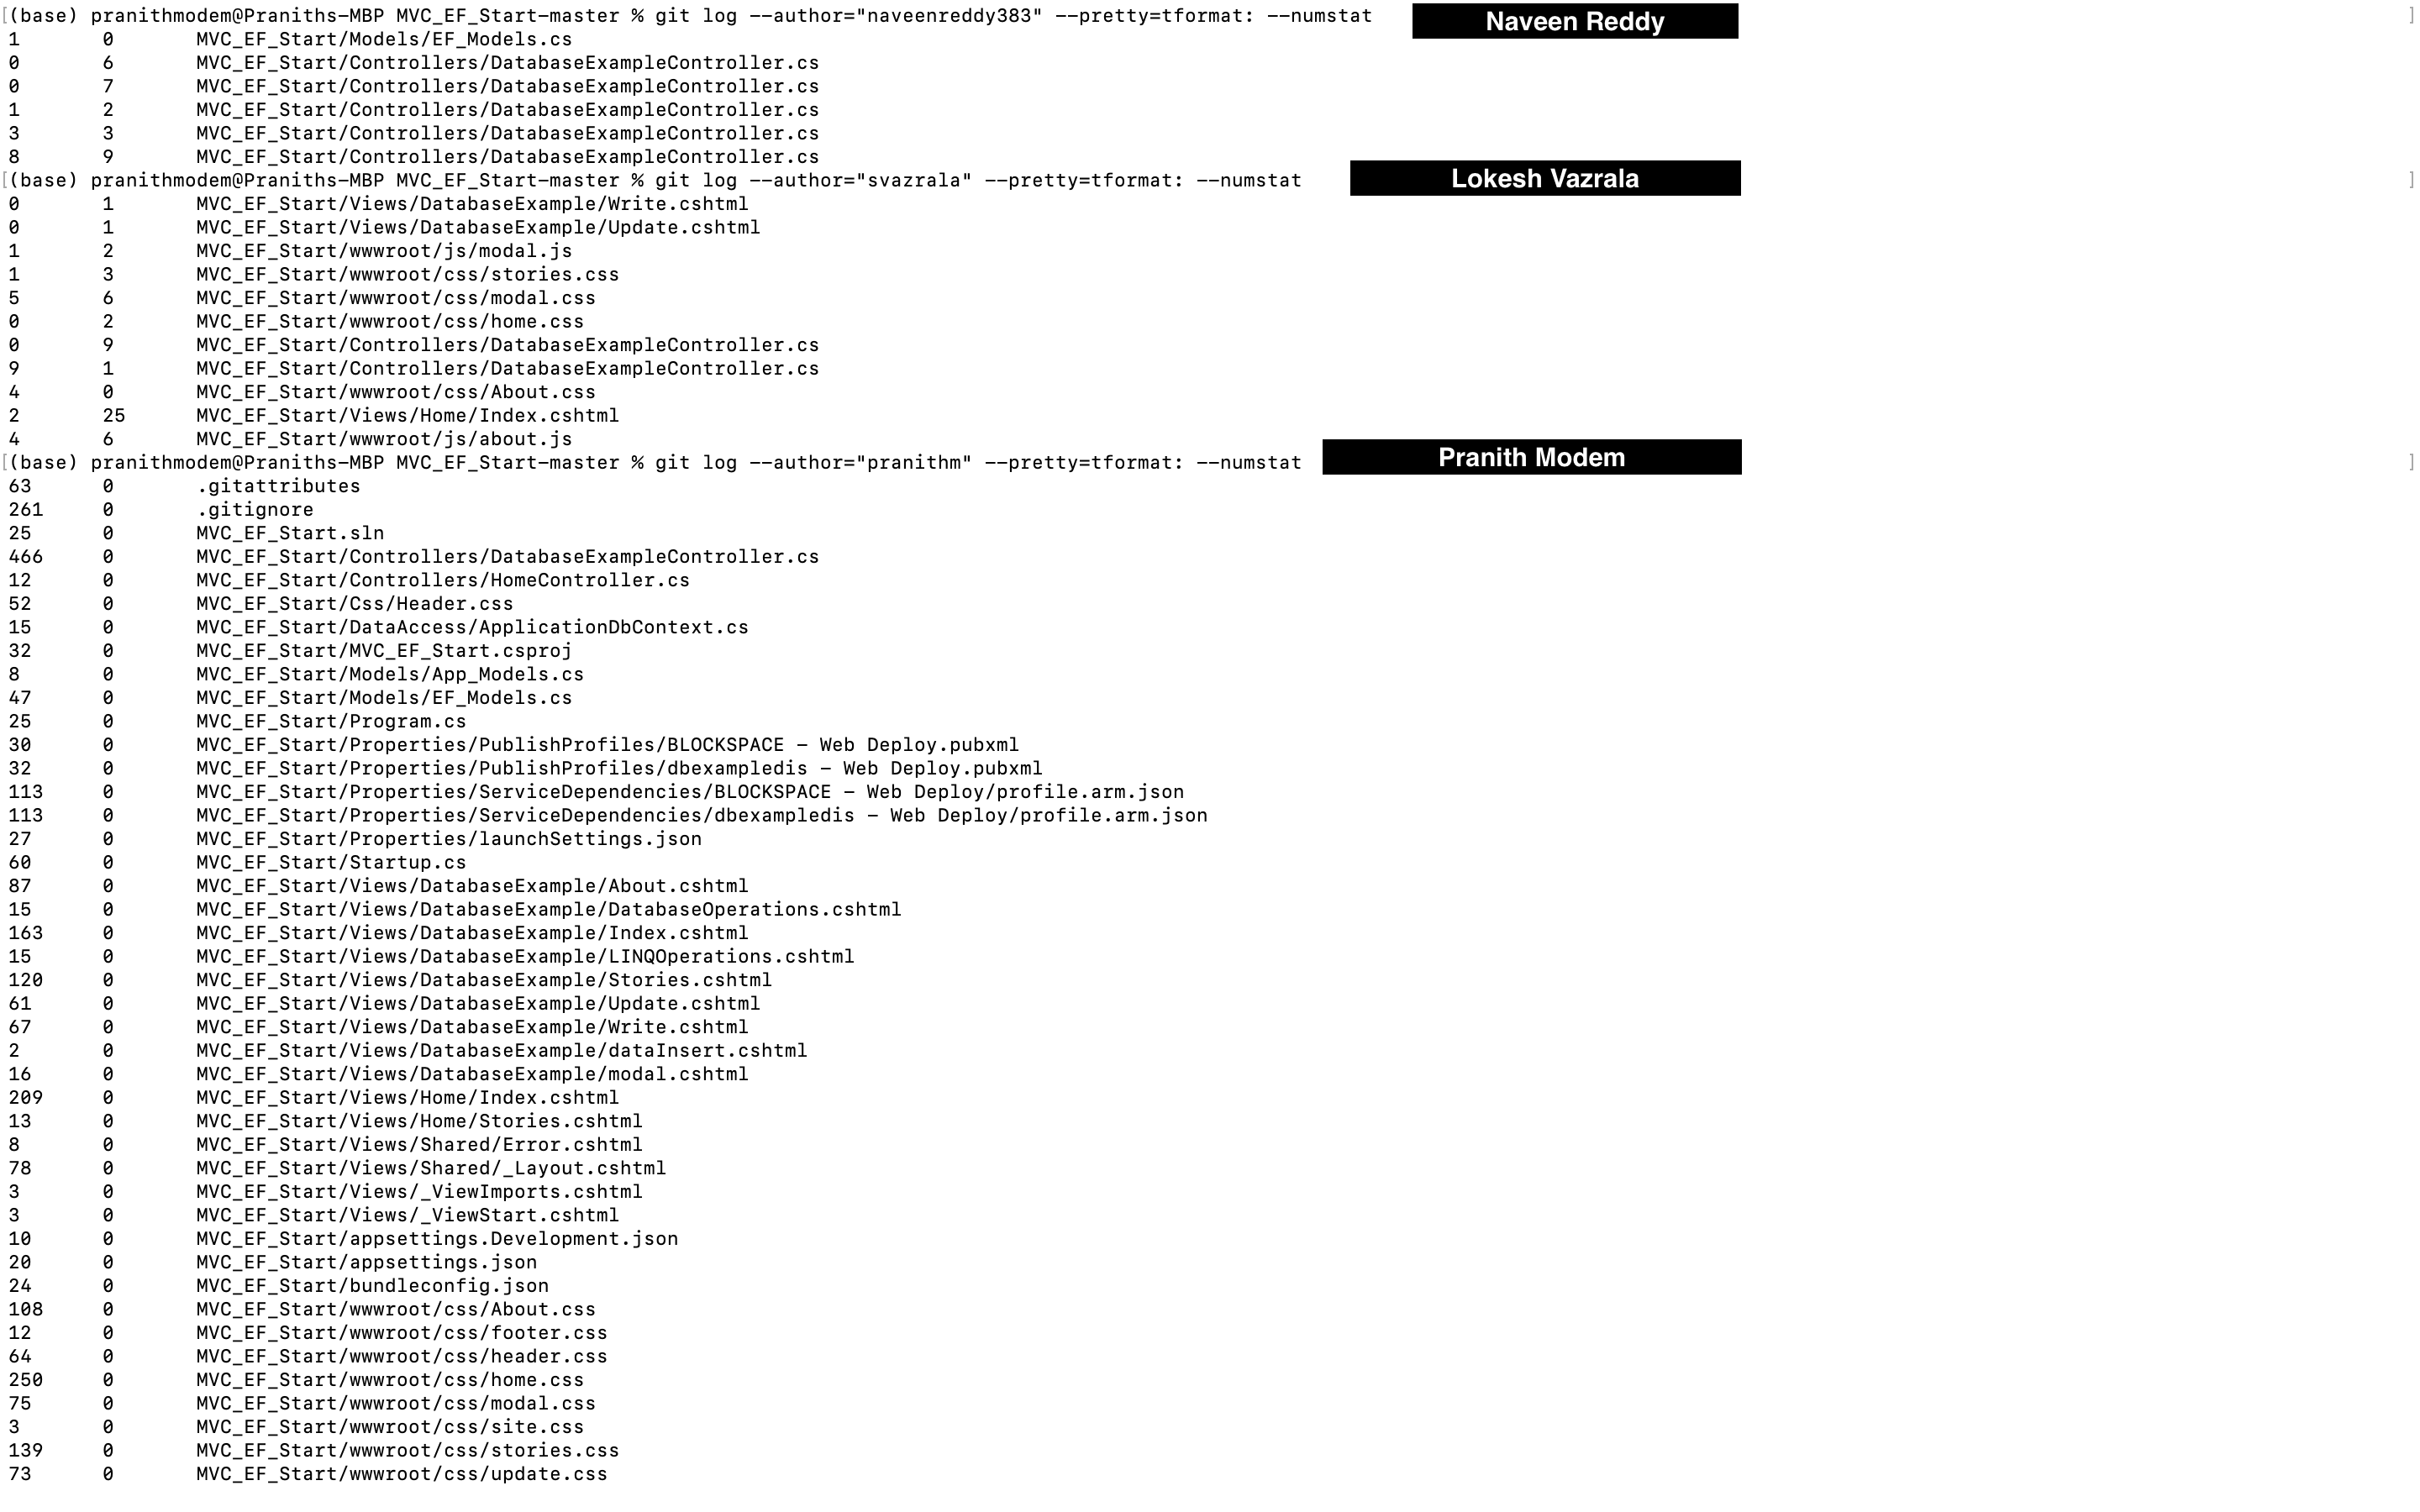 [(base) pranithmodem@Praniths-MBP MVC_EF_Start-master % git log --author="naveenreddy383" --pretty=tformat: --numstat Naveen Reddy ]
1 0 MVC_EF_Start/Models/EF_Models.cs
0 6 MVC_EF_Start/Controllers/DatabaseExampleController.cs
0 7 MVC_EF_Start/Controllers/DatabaseExampleController.cs
1 2 MVC_EF_Start/Controllers/DatabaseExampleController.cs
3 3 MVC_EF_Start/Controllers/DatabaseExampleController.cs
8 9 MVC_EF_Start/Controllers/DatabaseExampleController.cs
[(base) pranithmodem@Praniths-MBP MVC_EF_Start-master % git log --author="svazrala" --pretty=tformat: --numstat Lokesh Vazrala ]
0 1 MVC_EF_Start/Views/DatabaseExample/Write.cshtml
0 1 MVC_EF_Start/Views/DatabaseExample/Update.cshtml
1 2 MVC_EF_Start/wwwroot/js/modal.js
1 3 MVC_EF_Start/wwwroot/css/stories.css
5 6 MVC_EF_Start/wwwroot/css/modal.css
0 2 MVC_EF_Start/wwwroot/css/home.css
0 9 MVC_EF_Start/Controllers/DatabaseExampleController.cs
9 1 MVC_EF_Start/Controllers/DatabaseExampleController.cs
4 0 MVC_EF_Start/wwwroot/css/About.css
2 25 MVC_EF_Start/Views/Home/Index.cshtml
4 6 MVC_EF_Start/wwwroot/js/about.js
[(base) pranithmodem@Praniths-MBP MVC_EF_Start-master % git log --author="pranithm" --pretty=tformat: --numstat Pranith Modem ]
63 0 .gitattributes
261 0 .gitignore
25 0 MVC_EF_Start.sln
466 0 MVC_EF_Start/Controllers/DatabaseExampleController.cs
12 0 MVC_EF_Start/Controllers/HomeController.cs
52 0 MVC_EF_Start/Css/Header.css
15 0 MVC_EF_Start/DataAccess/ApplicationDbContext.cs
32 0 MVC_EF_Start/MVC_EF_Start.csproj
8 0 MVC_EF_Start/Models/App_Models.cs
47 0 MVC_EF_Start/Models/EF_Models.cs
25 0 MVC_EF_Start/Program.cs
30 0 MVC_EF_Start/Properties/PublishProfiles/BLOCKSPACE - Web Deploy.pubxml
32 0 MVC_EF_Start/Properties/PublishProfiles/dbexampledis - Web Deploy.pubxml
113 0 MVC_EF_Start/Properties/ServiceDependencies/BLOCKSPACE - Web Deploy/profile.arm.json
113 0 MVC_EF_Start/Properties/ServiceDependencies/dbexampledis - Web Deploy/profile.arm.json
27 0 MVC_EF_Start/Properties/launchSettings.json
60 0 MVC_EF_Start/Startup.cs
87 0 MVC_EF_Start/Views/DatabaseExample/About.cshtml
15 0 MVC_EF_Start/Views/DatabaseExample/DatabaseOperations.cshtml
163 0 MVC_EF_Start/Views/DatabaseExample/Index.cshtml
15 0 MVC_EF_Start/Views/DatabaseExample/LINQOperations.cshtml
120 0 MVC_EF_Start/Views/DatabaseExample/Stories.cshtml
61 0 MVC_EF_Start/Views/DatabaseExample/Update.cshtml
67 0 MVC_EF_Start/Views/DatabaseExample/Write.cshtml
2 0 MVC_EF_Start/Views/DatabaseExample/dataInsert.cshtml
16 0 MVC_EF_Start/Views/DatabaseExample/modal.cshtml
209 0 MVC_EF_Start/Views/Home/Index.cshtml
13 0 MVC_EF_Start/Views/Home/Stories.cshtml
8 0 MVC_EF_Start/Views/Shared/Error.cshtml
78 0 MVC_EF_Start/Views/Shared/_Layout.cshtml
3 0 MVC_EF_Start/Views/_ViewImports.cshtml
3 0 MVC_EF_Start/Views/_ViewStart.cshtml
10 0 MVC_EF_Start/appsettings.Development.json
20 0 MVC_EF_Start/appsettings.json
24 0 MVC_EF_Start/bundleconfig.json
108 0 MVC_EF_Start/wwwroot/css/About.css
12 0 MVC_EF_Start/wwwroot/css/footer.css
64 0 MVC_EF_Start/wwwroot/css/header.css
250 0 MVC_EF_Start/wwwroot/css/home.css
75 0 MVC_EF_Start/wwwroot/css/modal.css
3 0 MVC_EF_Start/wwwroot/css/site.css
139 0 MVC_EF_Start/wwwroot/css/stories.css
73 0 MVC_EF_Start/wwwroot/css/update.css